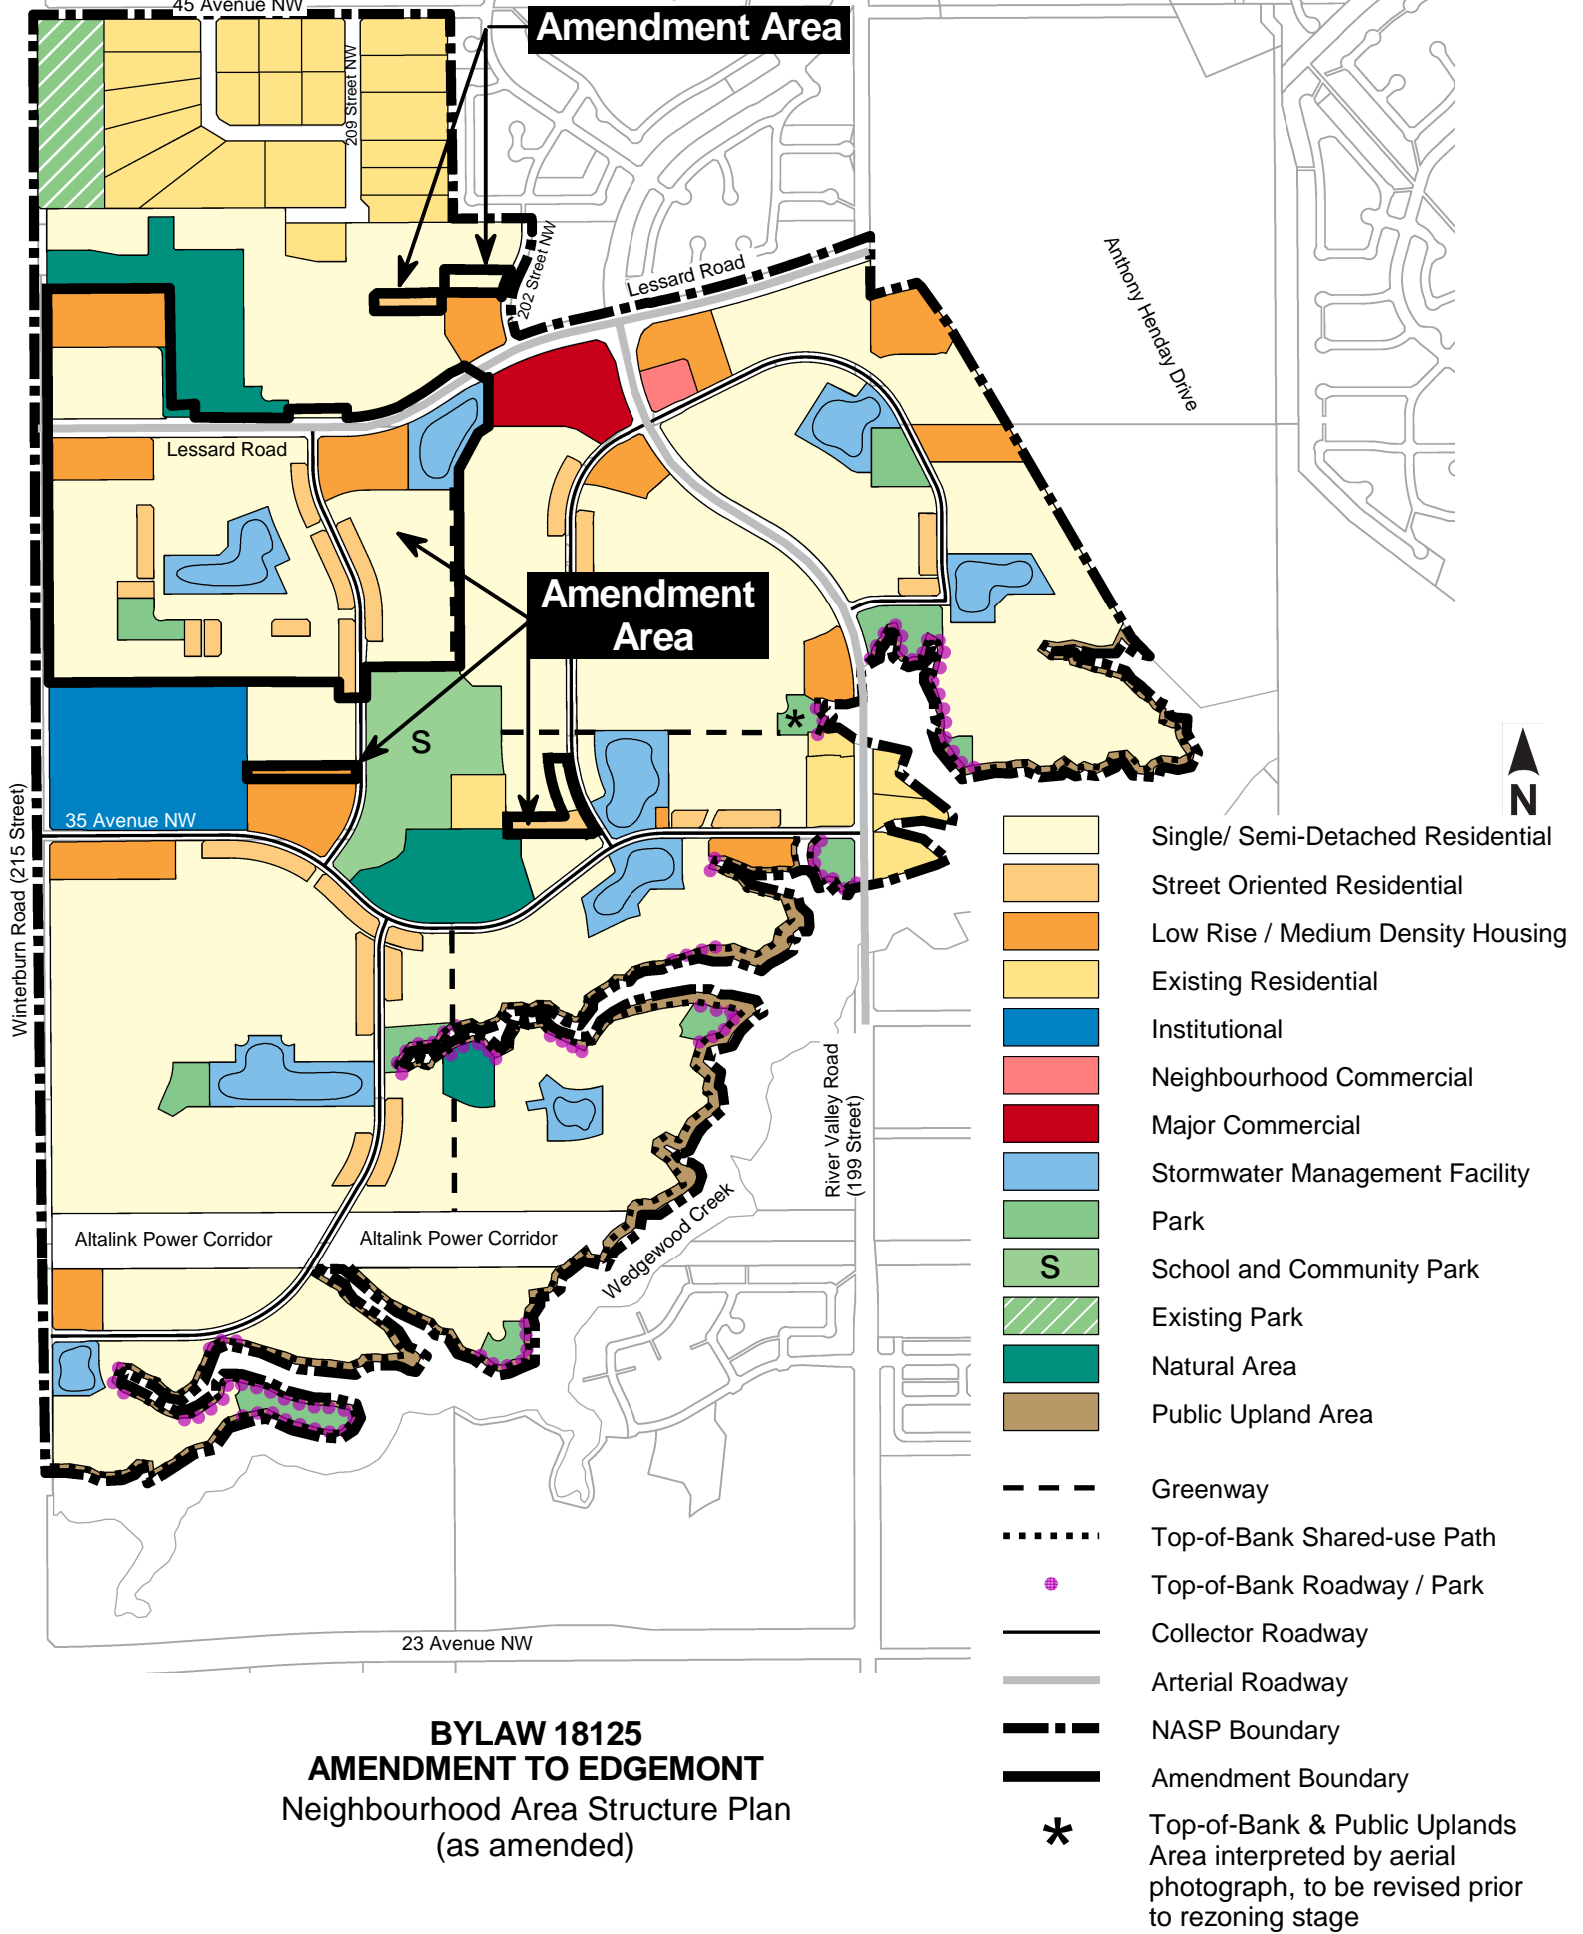 45 Avenue NW
Amendment Area
209 Street NW
202 Street NW
Lessard Road
Anthony Henday Drive
Lessard Road
Amendment
Area
S
*
N
35 Avenue NW
Winterburn Road (215 Street)
River Valley Road
(199 Street)
Altalink Power Corridor
Altalink Power Corridor
Wedgewood Creek
23 Avenue NW
Single/ Semi-Detached Residential
Street Oriented Residential
Low Rise / Medium Density Housing
Existing Residential
Institutional
Neighbourhood Commercial
Major Commercial
Stormwater Management Facility
Park
S School and Community Park
Existing Park
Natural Area
Public Upland Area
Greenway
Top-of-Bank Shared-use Path
Top-of-Bank Roadway / Park
Collector Roadway
Arterial Roadway
NASP Boundary
Amendment Boundary
* Top-of-Bank & Public Uplands
Area interpreted by aerial
photograph, to be revised prior
to rezoning stage
BYLAW 18125
AMENDMENT TO EDGEMONT
Neighbourhood Area Structure Plan
(as amended)